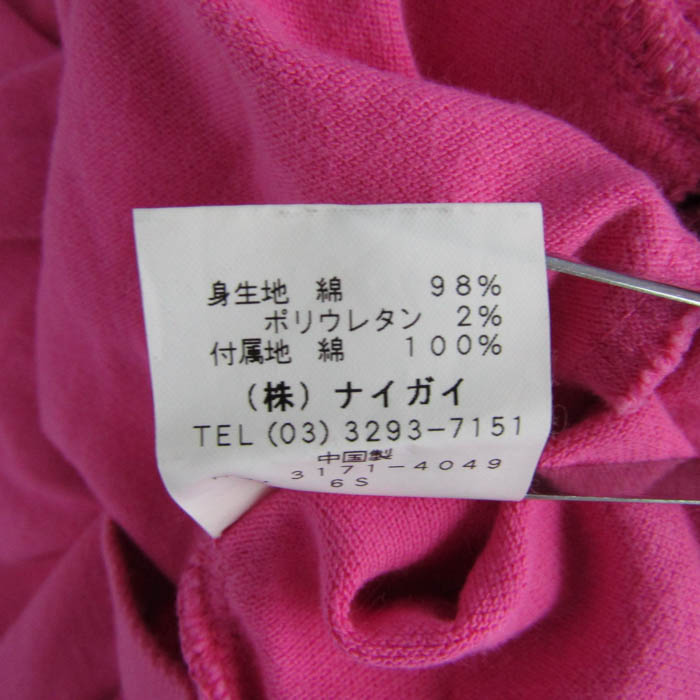 身生地 綿 98%
ポリウレタン 2%
付属地 綿 100%
(株) ナイガイ
TEL (03) 3293-7151
中国製
3171-4049
6S